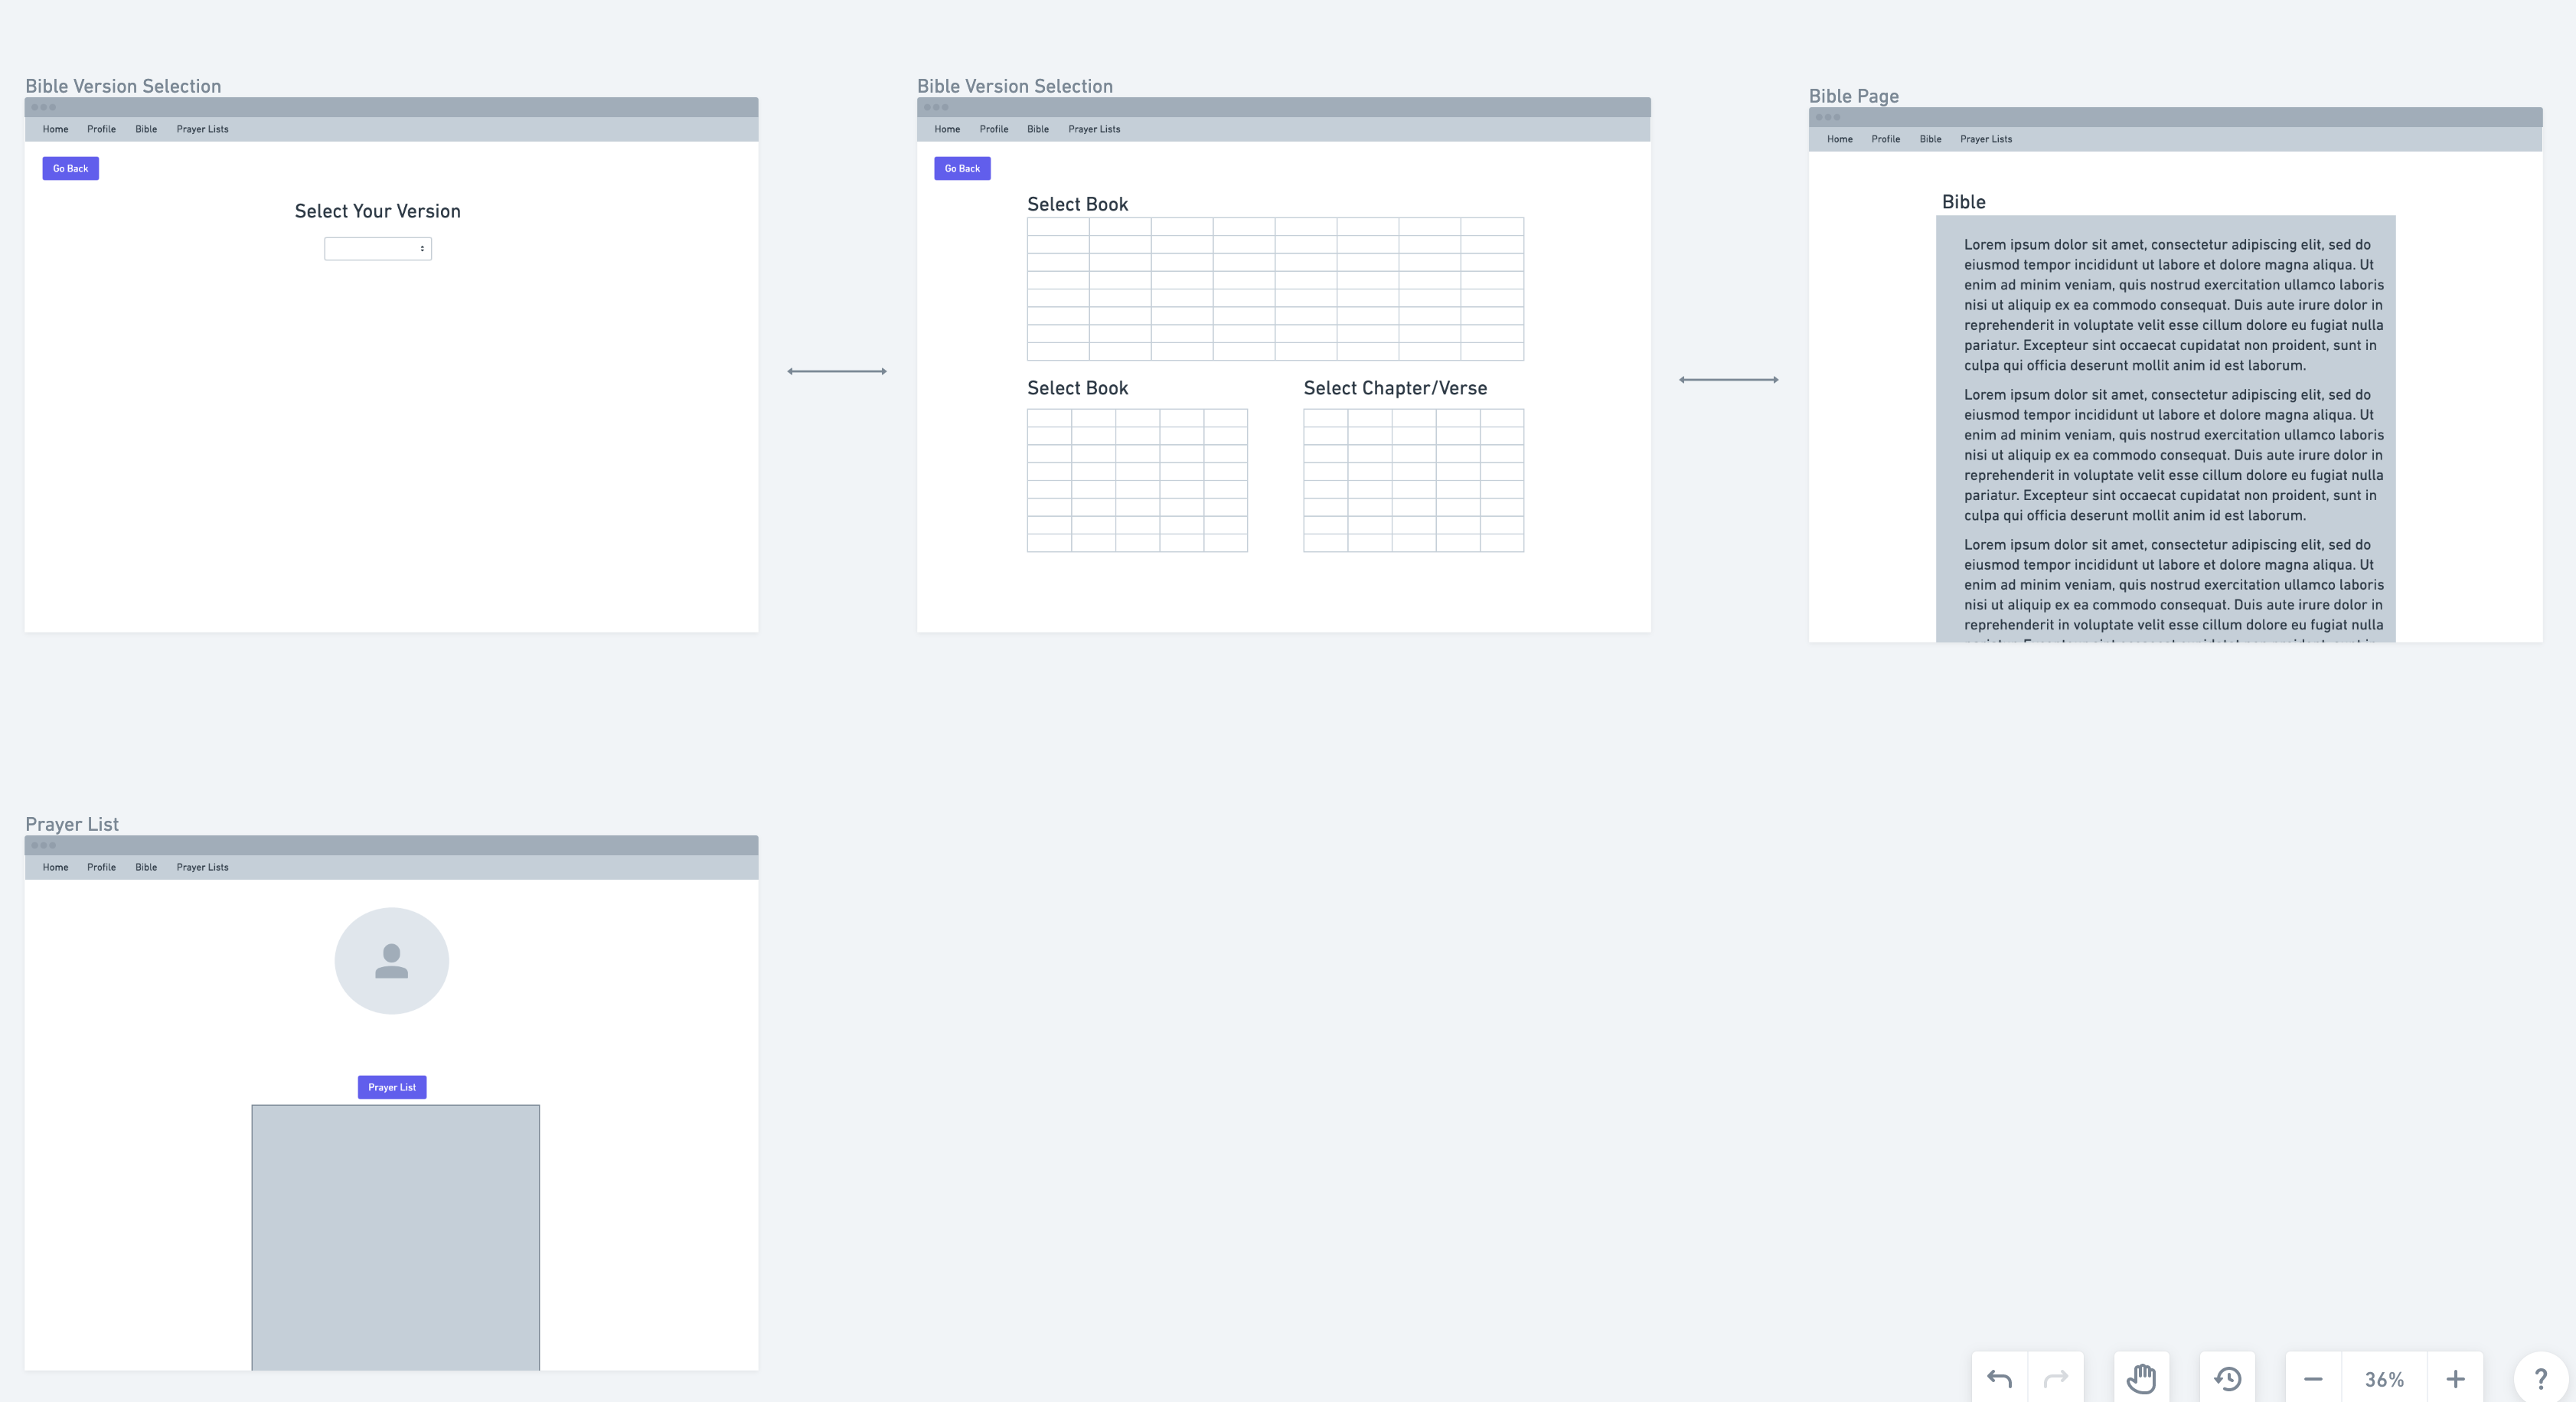 Bible Version Selection
Home Profile Bible Prayer Lists
Go Back
Select Your Version
Bible Version Selection
Home Profile Bible Prayer Lists
Go Back
Select Book
Select Book
Select Chapter/Verse
Bible Page
Home Profile Bible Prayer Lists
Bible
Lorem ipsum dolor sit amet, consectetur adipiscing elit, sed do
eiusmod tempor incididunt ut labore et dolore magna aliqua. Ut
enim ad minim veniam, quis nostrud exercitation ullamco laboris
nisi ut aliquip ex ea commodo consequat. Duis aute irure dolor in
reprehenderit in voluptate velit esse cillum dolore eu fugiat nulla
pariatur. Excepteur sint occaecat cupidatat non proident, sunt in
culpa qui officia deserunt mollit anim id est laborum.
Lorem ipsum dolor sit amet, consectetur adipiscing elit, sed do
eiusmod tempor incididunt ut labore et dolore magna aliqua. Ut
enim ad minim veniam, quis nostrud exercitation ullamco laboris
nisi ut aliquip ex ea commodo consequat. Duis aute irure dolor in
reprehenderit in voluptate velit esse cillum dolore eu fugiat nulla
pariatur. Excepteur sint occaecat cupidatat non proident, sunt in
culpa qui officia deserunt mollit anim id est laborum.
Lorem ipsum dolor sit amet, consectetur adipiscing elit, sed do
eiusmod tempor incididunt ut labore et dolore magna aliqua. Ut
enim ad minim veniam, quis nostrud exercitation ullamco laboris
nisi ut aliquip ex ea commodo consequat. Duis aute irure dolor in
reprehenderit in voluptate velit esse cillum dolore eu fugiat nulla
Prayer List
Home Profile Bible Prayer Lists
Prayer List
36%
?